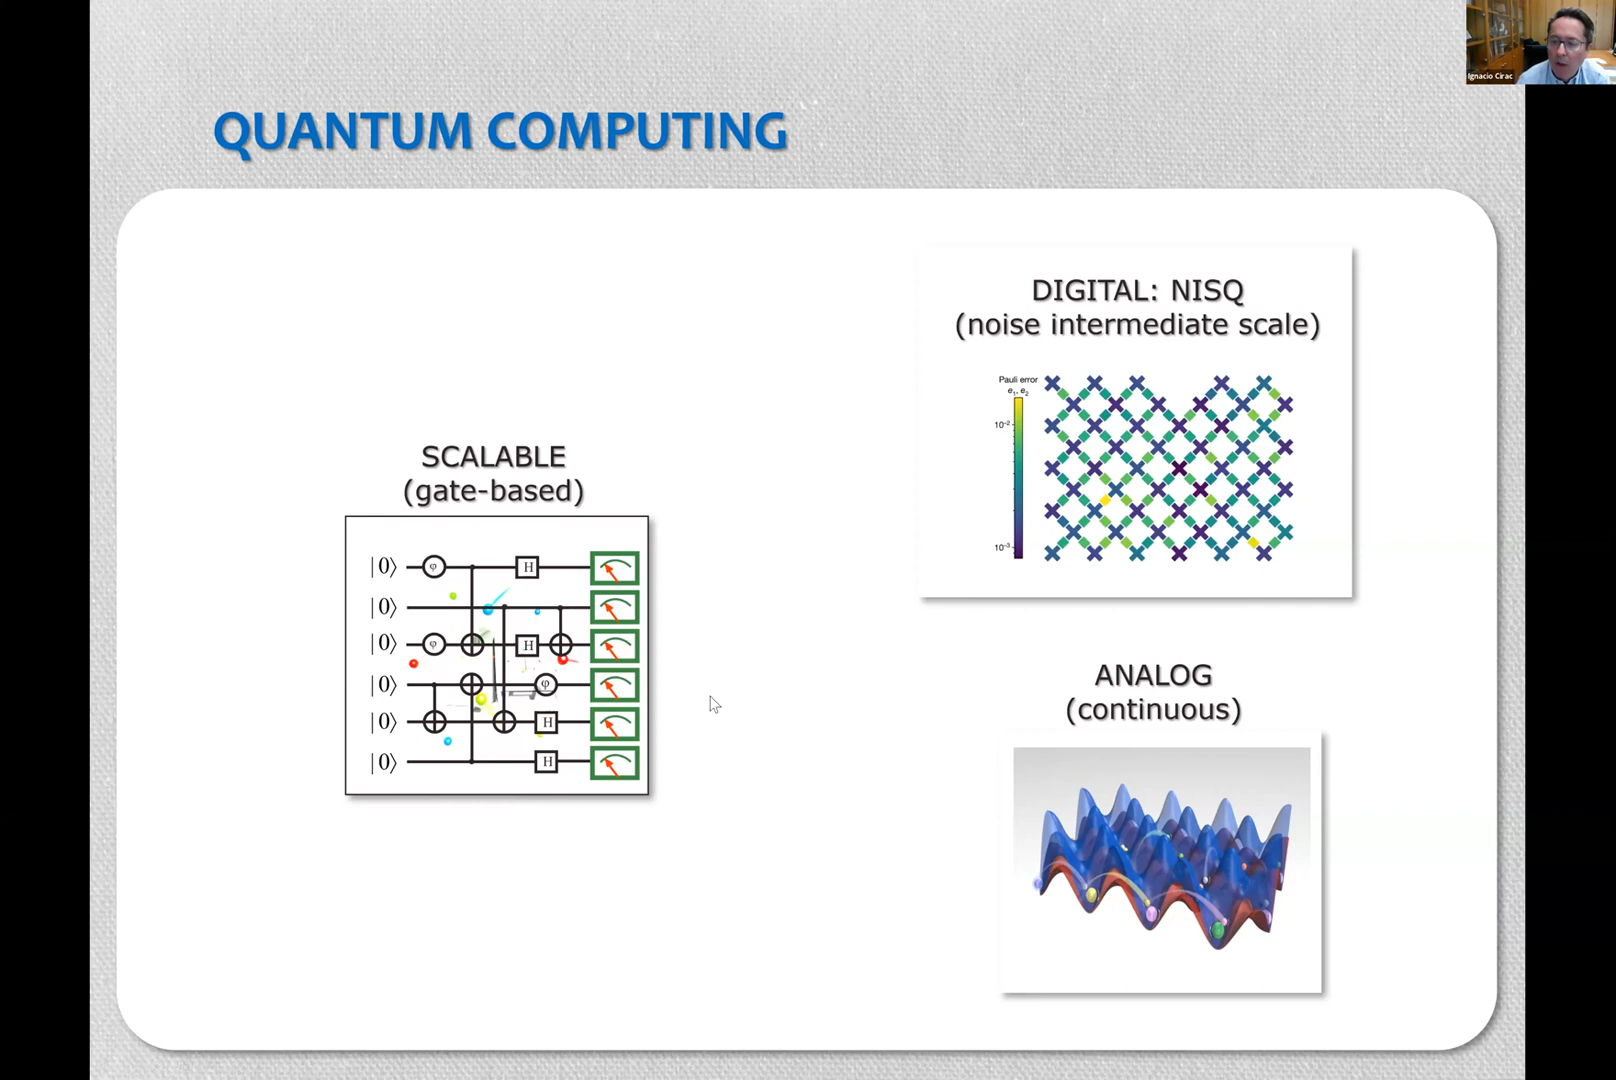 Ignacio Cirac
QUANTUM COMPUTING
SCALABLE
(gate-based)
|0⟩ φ H
|0⟩
|0⟩ φ H
|0⟩ φ
|0⟩ H
|0⟩ H
DIGITAL: NISQ
(noise intermediate scale)
Pauli error
e₁, e₂
10⁻²
10⁻³
ANALOG
(continuous)